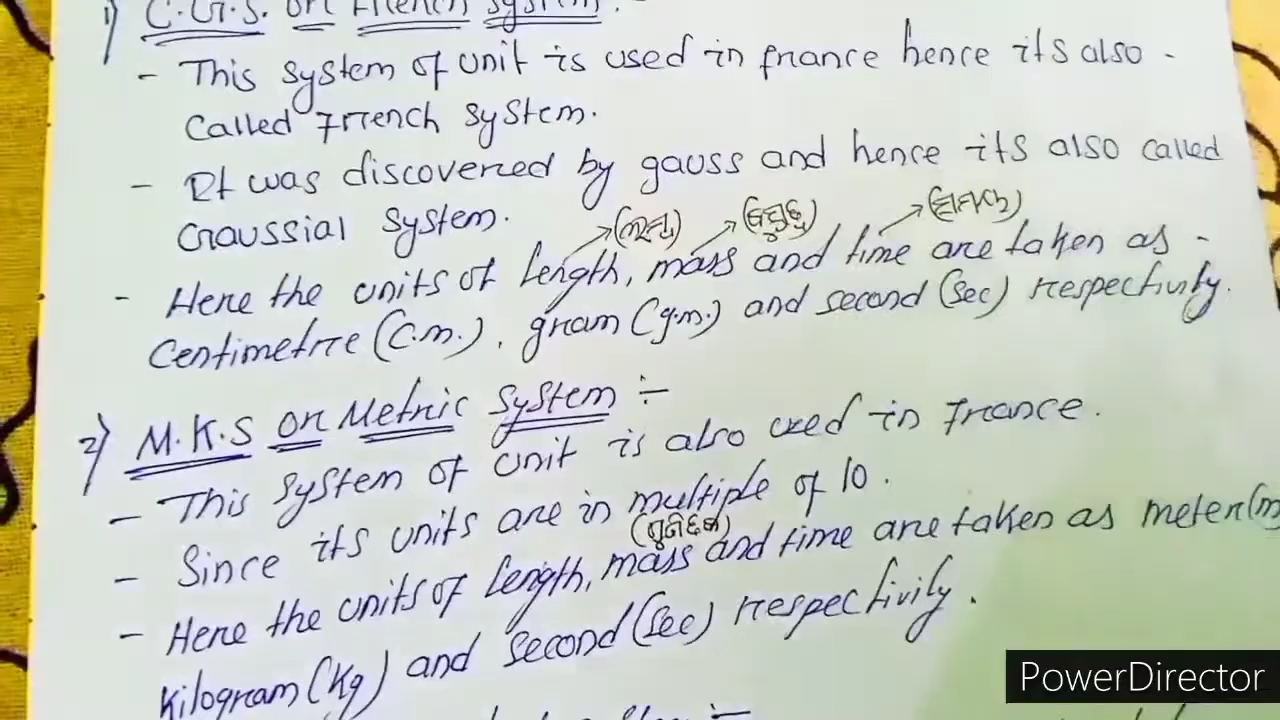 1) C.G.S. or French system :-
- This system of unit is used in france hence its also -
Called French system.
- It was discovered by gauss and hence its also called
Gaussial system.
(ଲମ୍ବ)
Here the units of length, mass and time are taken as -
Centimetre (c.m.), gram (g.m.) and second (sec) respectivily.
2) M.K.S or Metric System :-
- This system of unit is also used in france.
- Since its units are in multiple of 10.
(ଗୁଣିତକ)
- Here the units of length, mass and time are taken as meter (m
kilogram (kg) and second (sec) respectivily.
PowerDirector